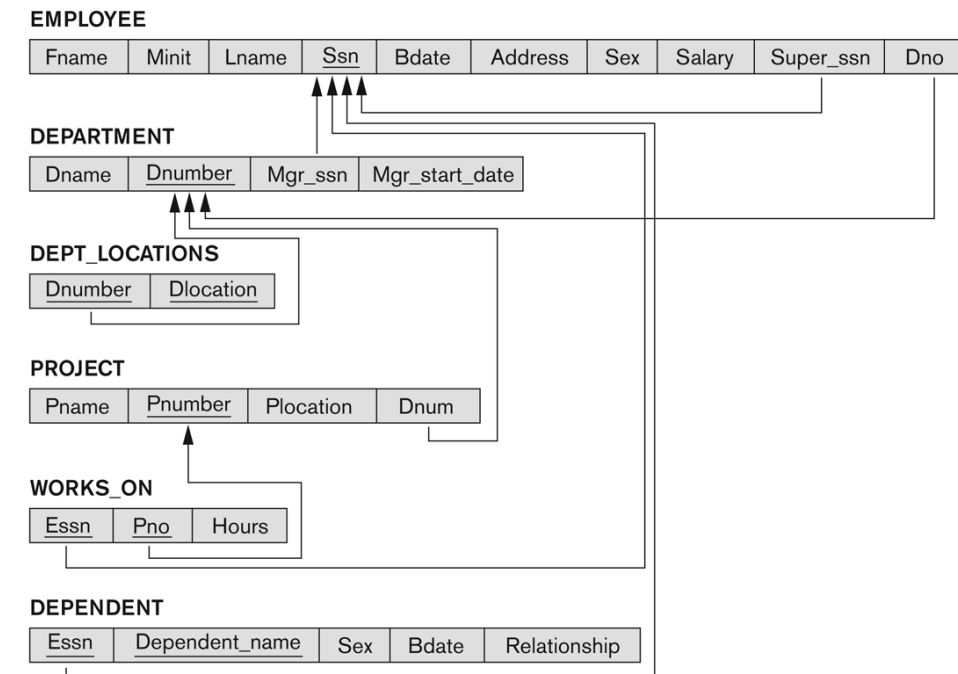 EMPLOYEE
Fname Minit Lname Ssn Bdate Address Sex Salary Super_ssn Dno
DEPARTMENT
Dname Dnumber Mgr_ssn Mgr_start_date
DEPT_LOCATIONS
Dnumber Dlocation
PROJECT
Pname Pnumber Plocation Dnum
WORKS_ON
Essn Pno Hours
DEPENDENT
Essn Dependent_name Sex Bdate Relationship